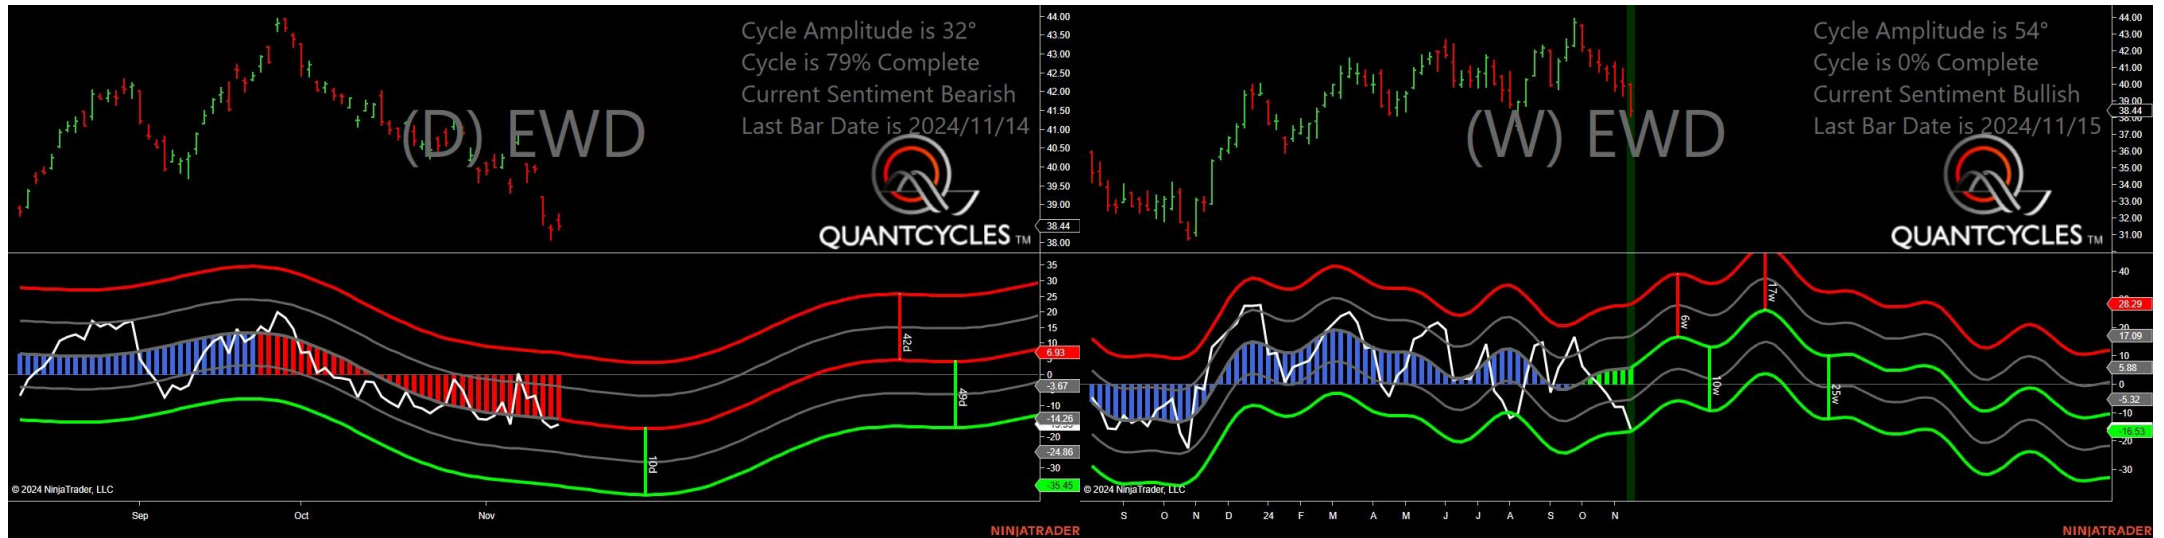 Cycle Amplitude is 32°
Cycle is 79% Complete
Current Sentiment Bearish
Last Bar Date is 2024/11/14
(D) EWD
QUANTCYCLES TM
44.00
43.50
43.00
42.50
42.00
41.50
41.00
40.50
40.00
39.50
39.00
38.44
38.00
35
30
25
20
15
10
6.93
0
-3.67
-10
-14.26
-20
-24.86
-30
-35.45
42d
49d
10d
© 2024 NinjaTrader, LLC
Sep
Oct
Nov
NINJATRADER
Cycle Amplitude is 54°
Cycle is 0% Complete
Current Sentiment Bullish
Last Bar Date is 2024/11/15
(W) EWD
QUANTCYCLES TM
44.00
43.00
42.00
41.00
40.00
39.00
38.44
38.00
37.00
36.00
35.00
34.00
33.00
32.00
31.00
40
28.29
20
17.09
10
5.88
0
-5.32
-10
-16.53
-20
-30
6w
17w
10w
25w
© 2024 NinjaTrader, LLC
S
O
N
D
24
F
M
A
M
J
J
A
S
O
N
NINJATRADER